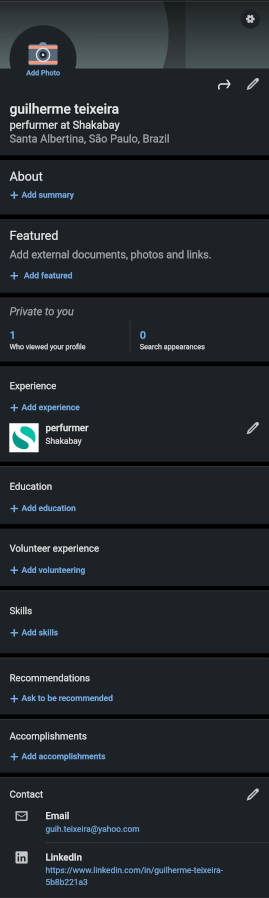 Add Photo
guilherme teixeira
perfurmer at Shakabay
Santa Albertina, São Paulo, Brazil
About
+ Add summary
Featured
Add external documents, photos and links.
+ Add featured
Private to you
1
Who viewed your profile
0
Search appearances
Experience
+ Add experience
perfurmer
Shakabay
Education
+ Add education
Volunteer experience
+ Add volunteering
Skills
+ Add skills
Recommendations
+ Ask to be recommended
Accomplishments
+ Add accomplishments
Contact
Email
guih.teixeira@yahoo.com
in LinkedIn
https://www.linkedin.com/in/guilherme-teixeira-
5b8b221a3